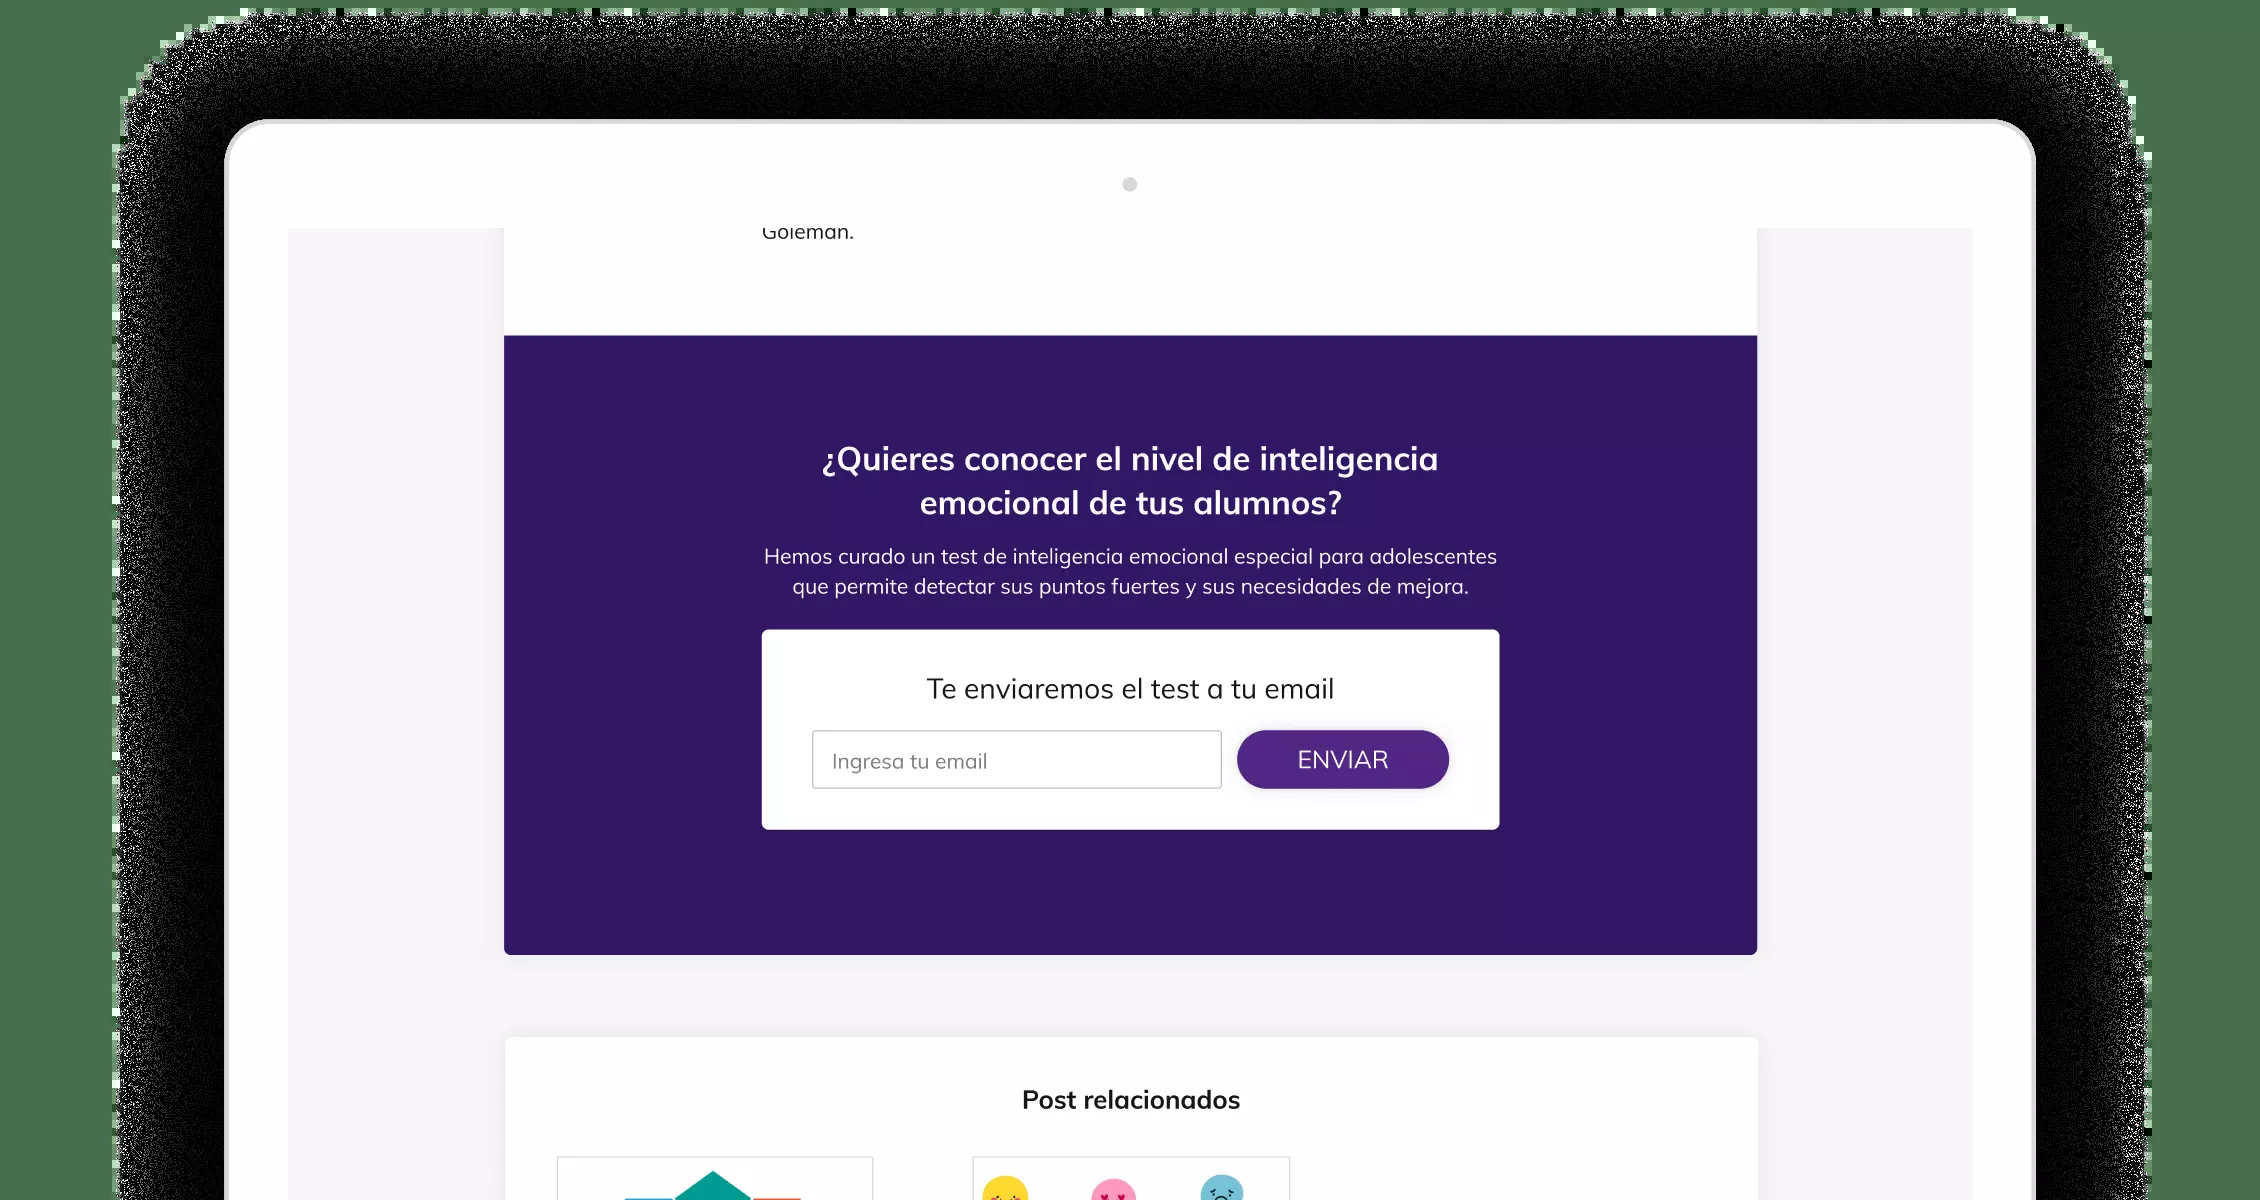 Goleman.
¿Quieres conocer el nivel de inteligencia
emocional de tus alumnos?
Hemos curado un test de inteligencia emocional especial para adolescentes
que permite detectar sus puntos fuertes y sus necesidades de mejora.
Te enviaremos el test a tu email
Ingresa tu email
ENVIAR
Post relacionados